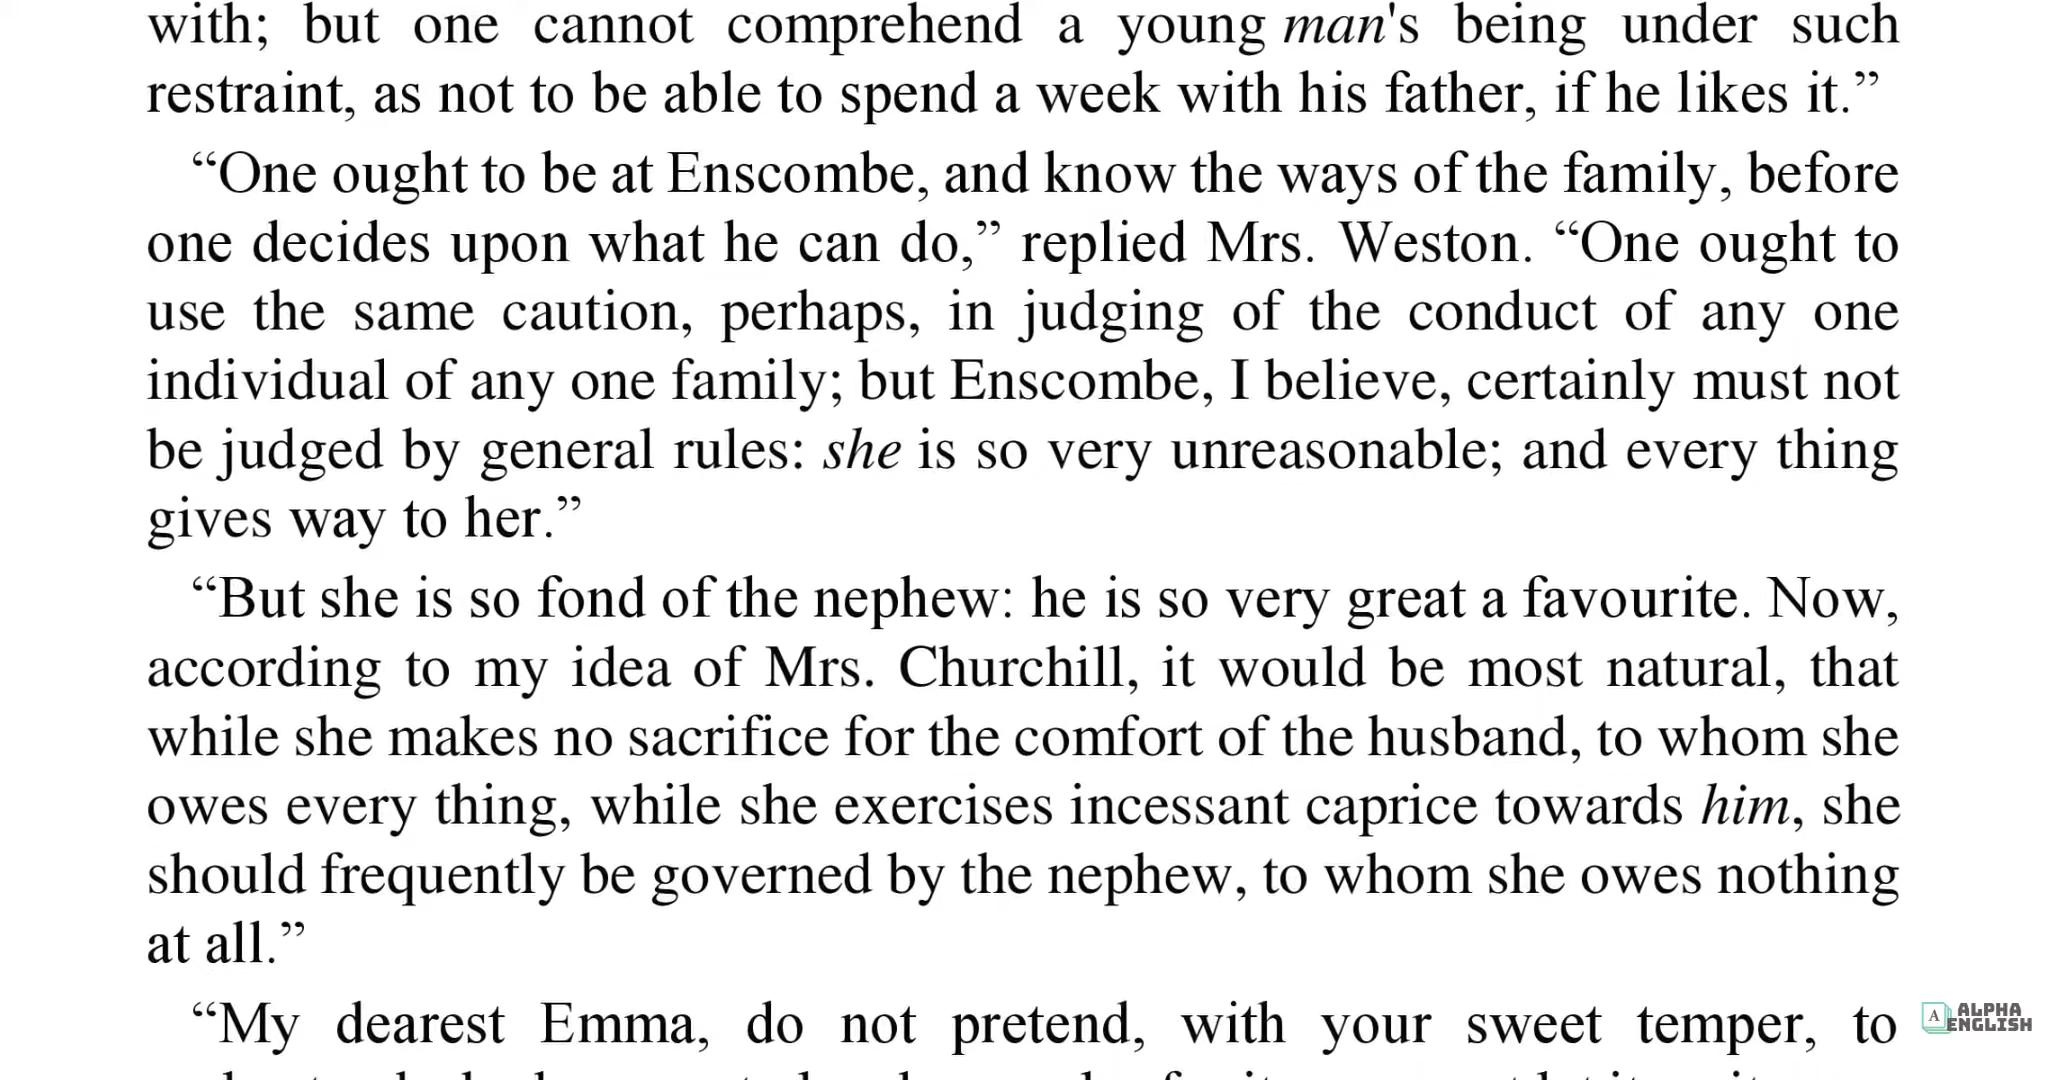 with; but one cannot comprehend a young man's being under such
restraint, as not to be able to spend a week with his father, if he likes it.”
“One ought to be at Enscombe, and know the ways of the family, before
one decides upon what he can do,” replied Mrs. Weston. “One ought to
use the same caution, perhaps, in judging of the conduct of any one
individual of any one family; but Enscombe, I believe, certainly must not
be judged by general rules: she is so very unreasonable; and every thing
gives way to her.”
“But she is so fond of the nephew: he is so very great a favourite. Now,
according to my idea of Mrs. Churchill, it would be most natural, that
while she makes no sacrifice for the comfort of the husband, to whom she
owes every thing, while she exercises incessant caprice towards him, she
should frequently be governed by the nephew, to whom she owes nothing
at all.”
“My dearest Emma, do not pretend, with your sweet temper, to
A ALPHA
ENGLISH